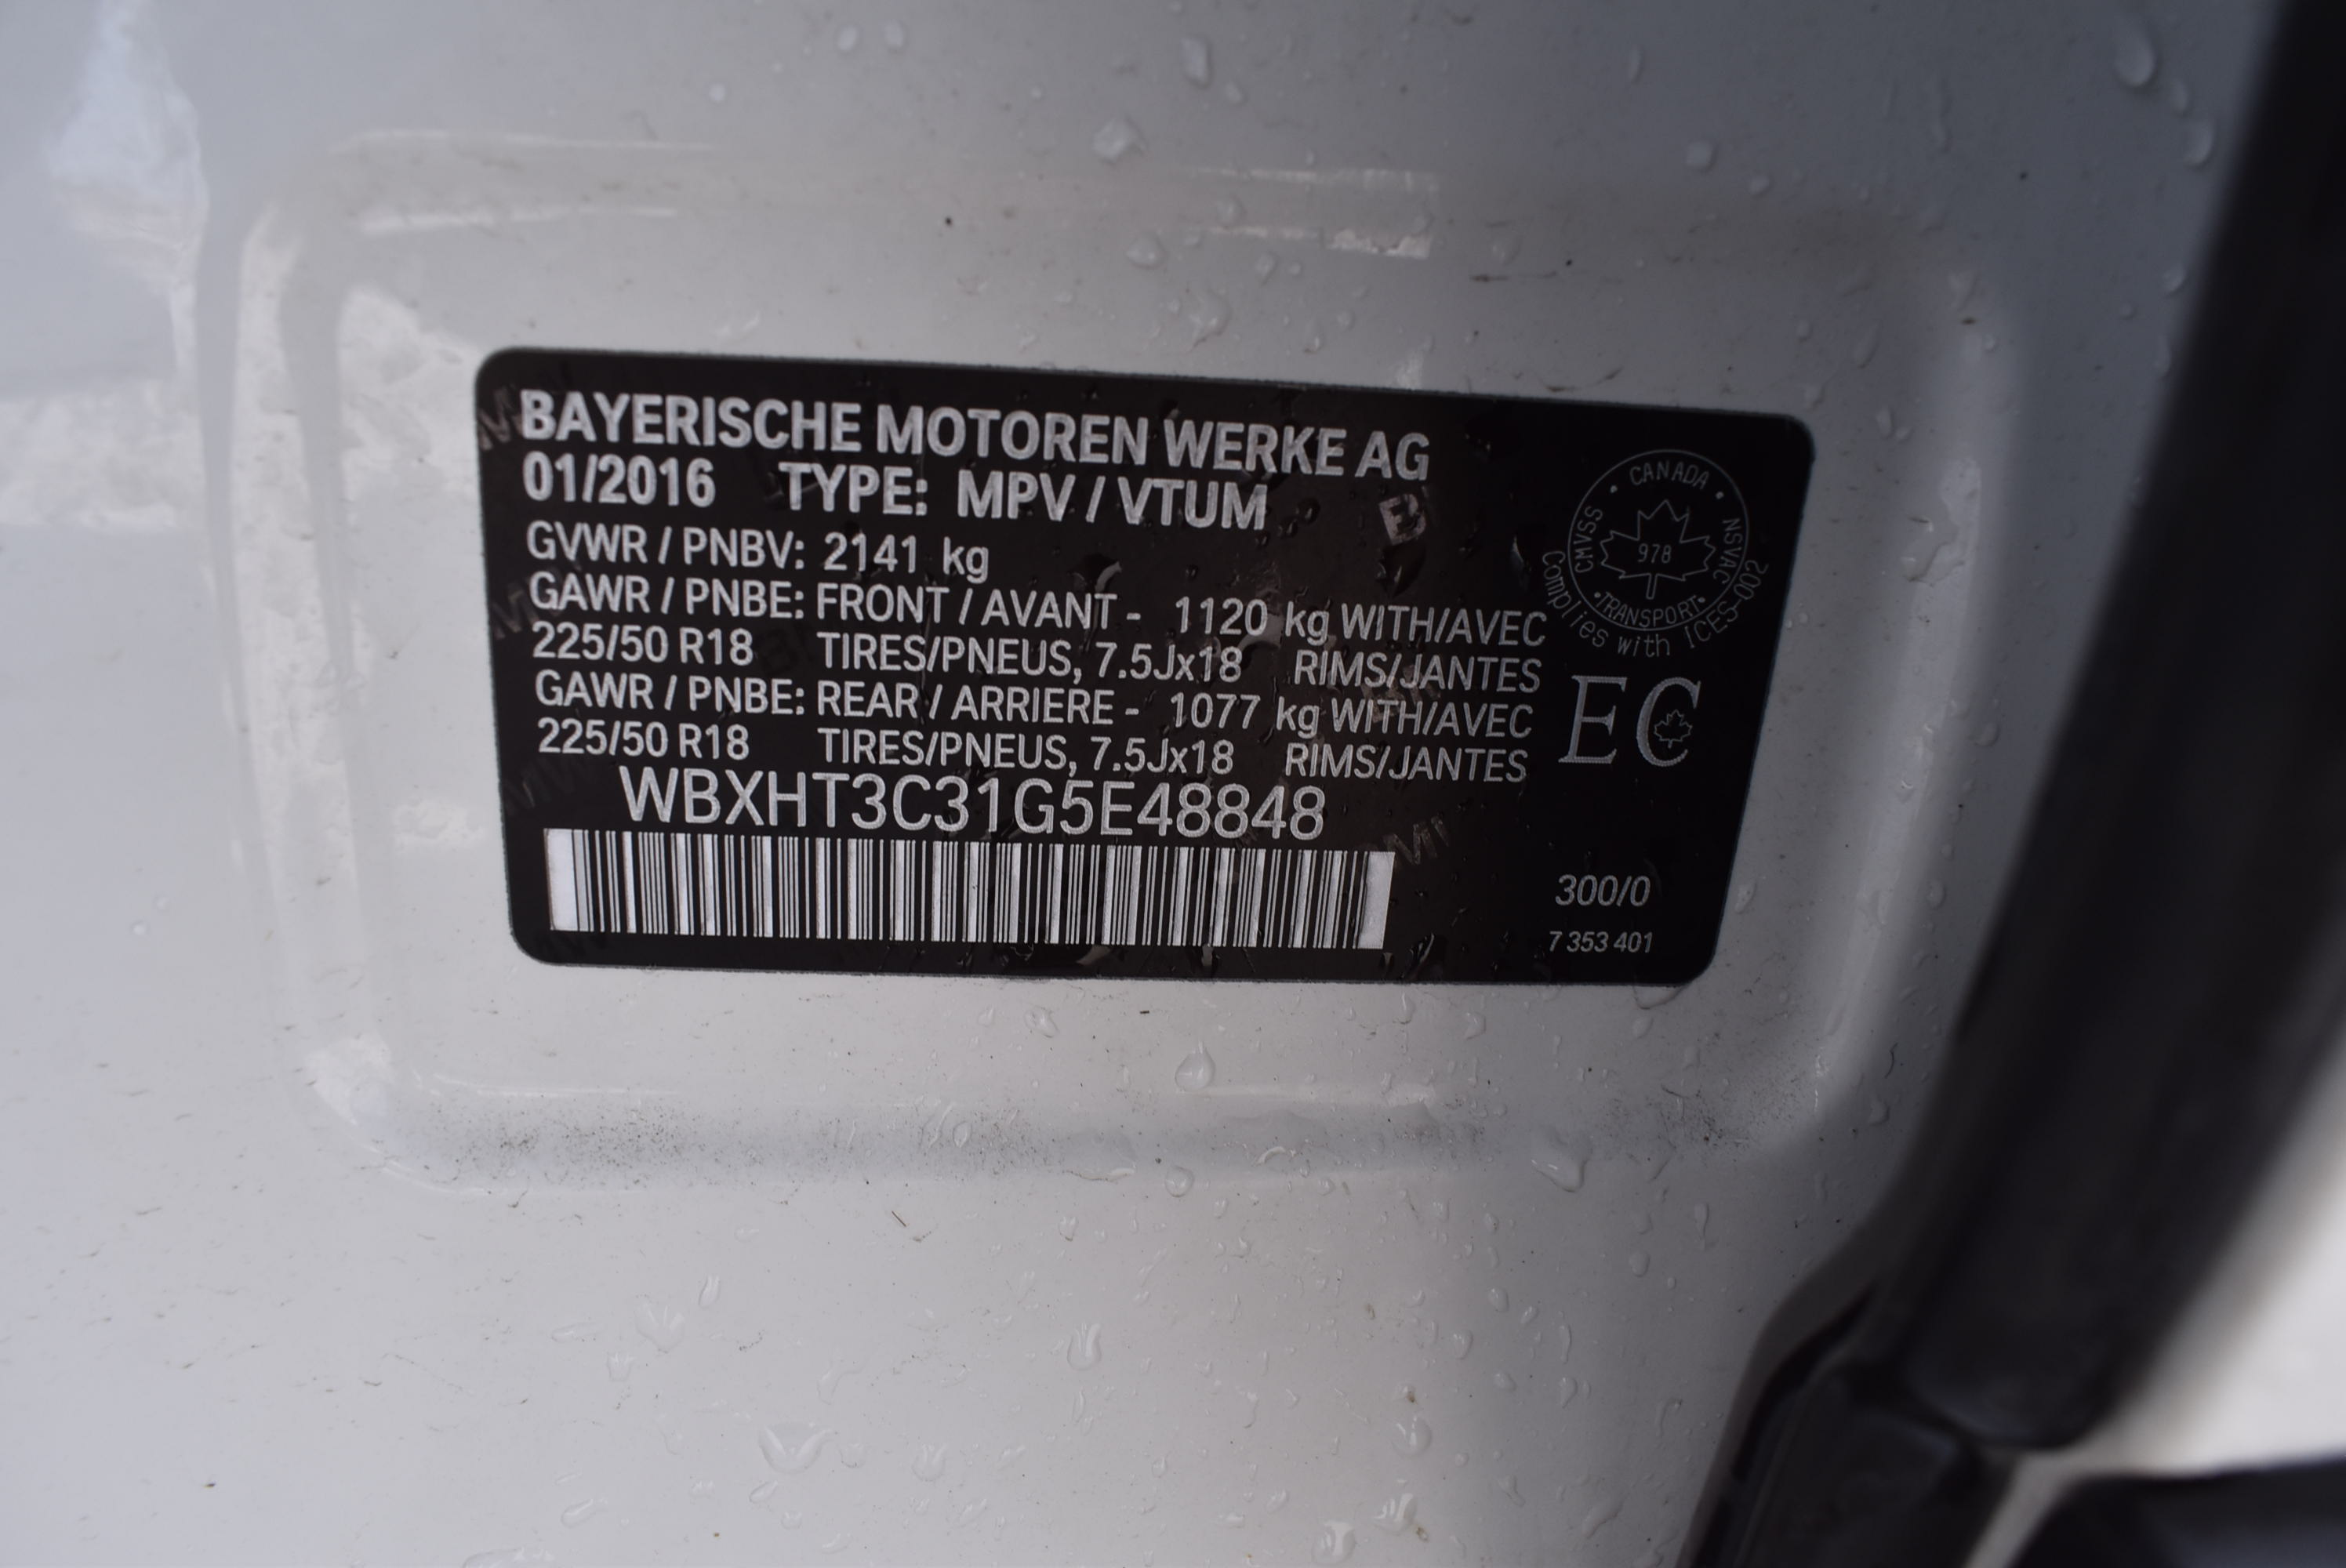 BAYERISCHE MOTOREN WERKE AG
01/2016 TYPE: MPV / VTUM
GVWR / PNBV: 2141 kg
GAWR / PNBE: FRONT / AVANT - 1120 kg WITH/AVEC
225/50 R18 TIRES/PNEUS, 7.5Jx18 RIMS/JANTES
GAWR / PNBE: REAR / ARRIERE - 1077 kg WITH/AVEC
225/50 R18 TIRES/PNEUS, 7.5Jx18 RIMS/JANTES
WBXHT3C31G5E48848
CANADA
CMVSS
NSVAC
978
TRANSPORT
Complies with ICES-002
EC
300/0
7 353 401